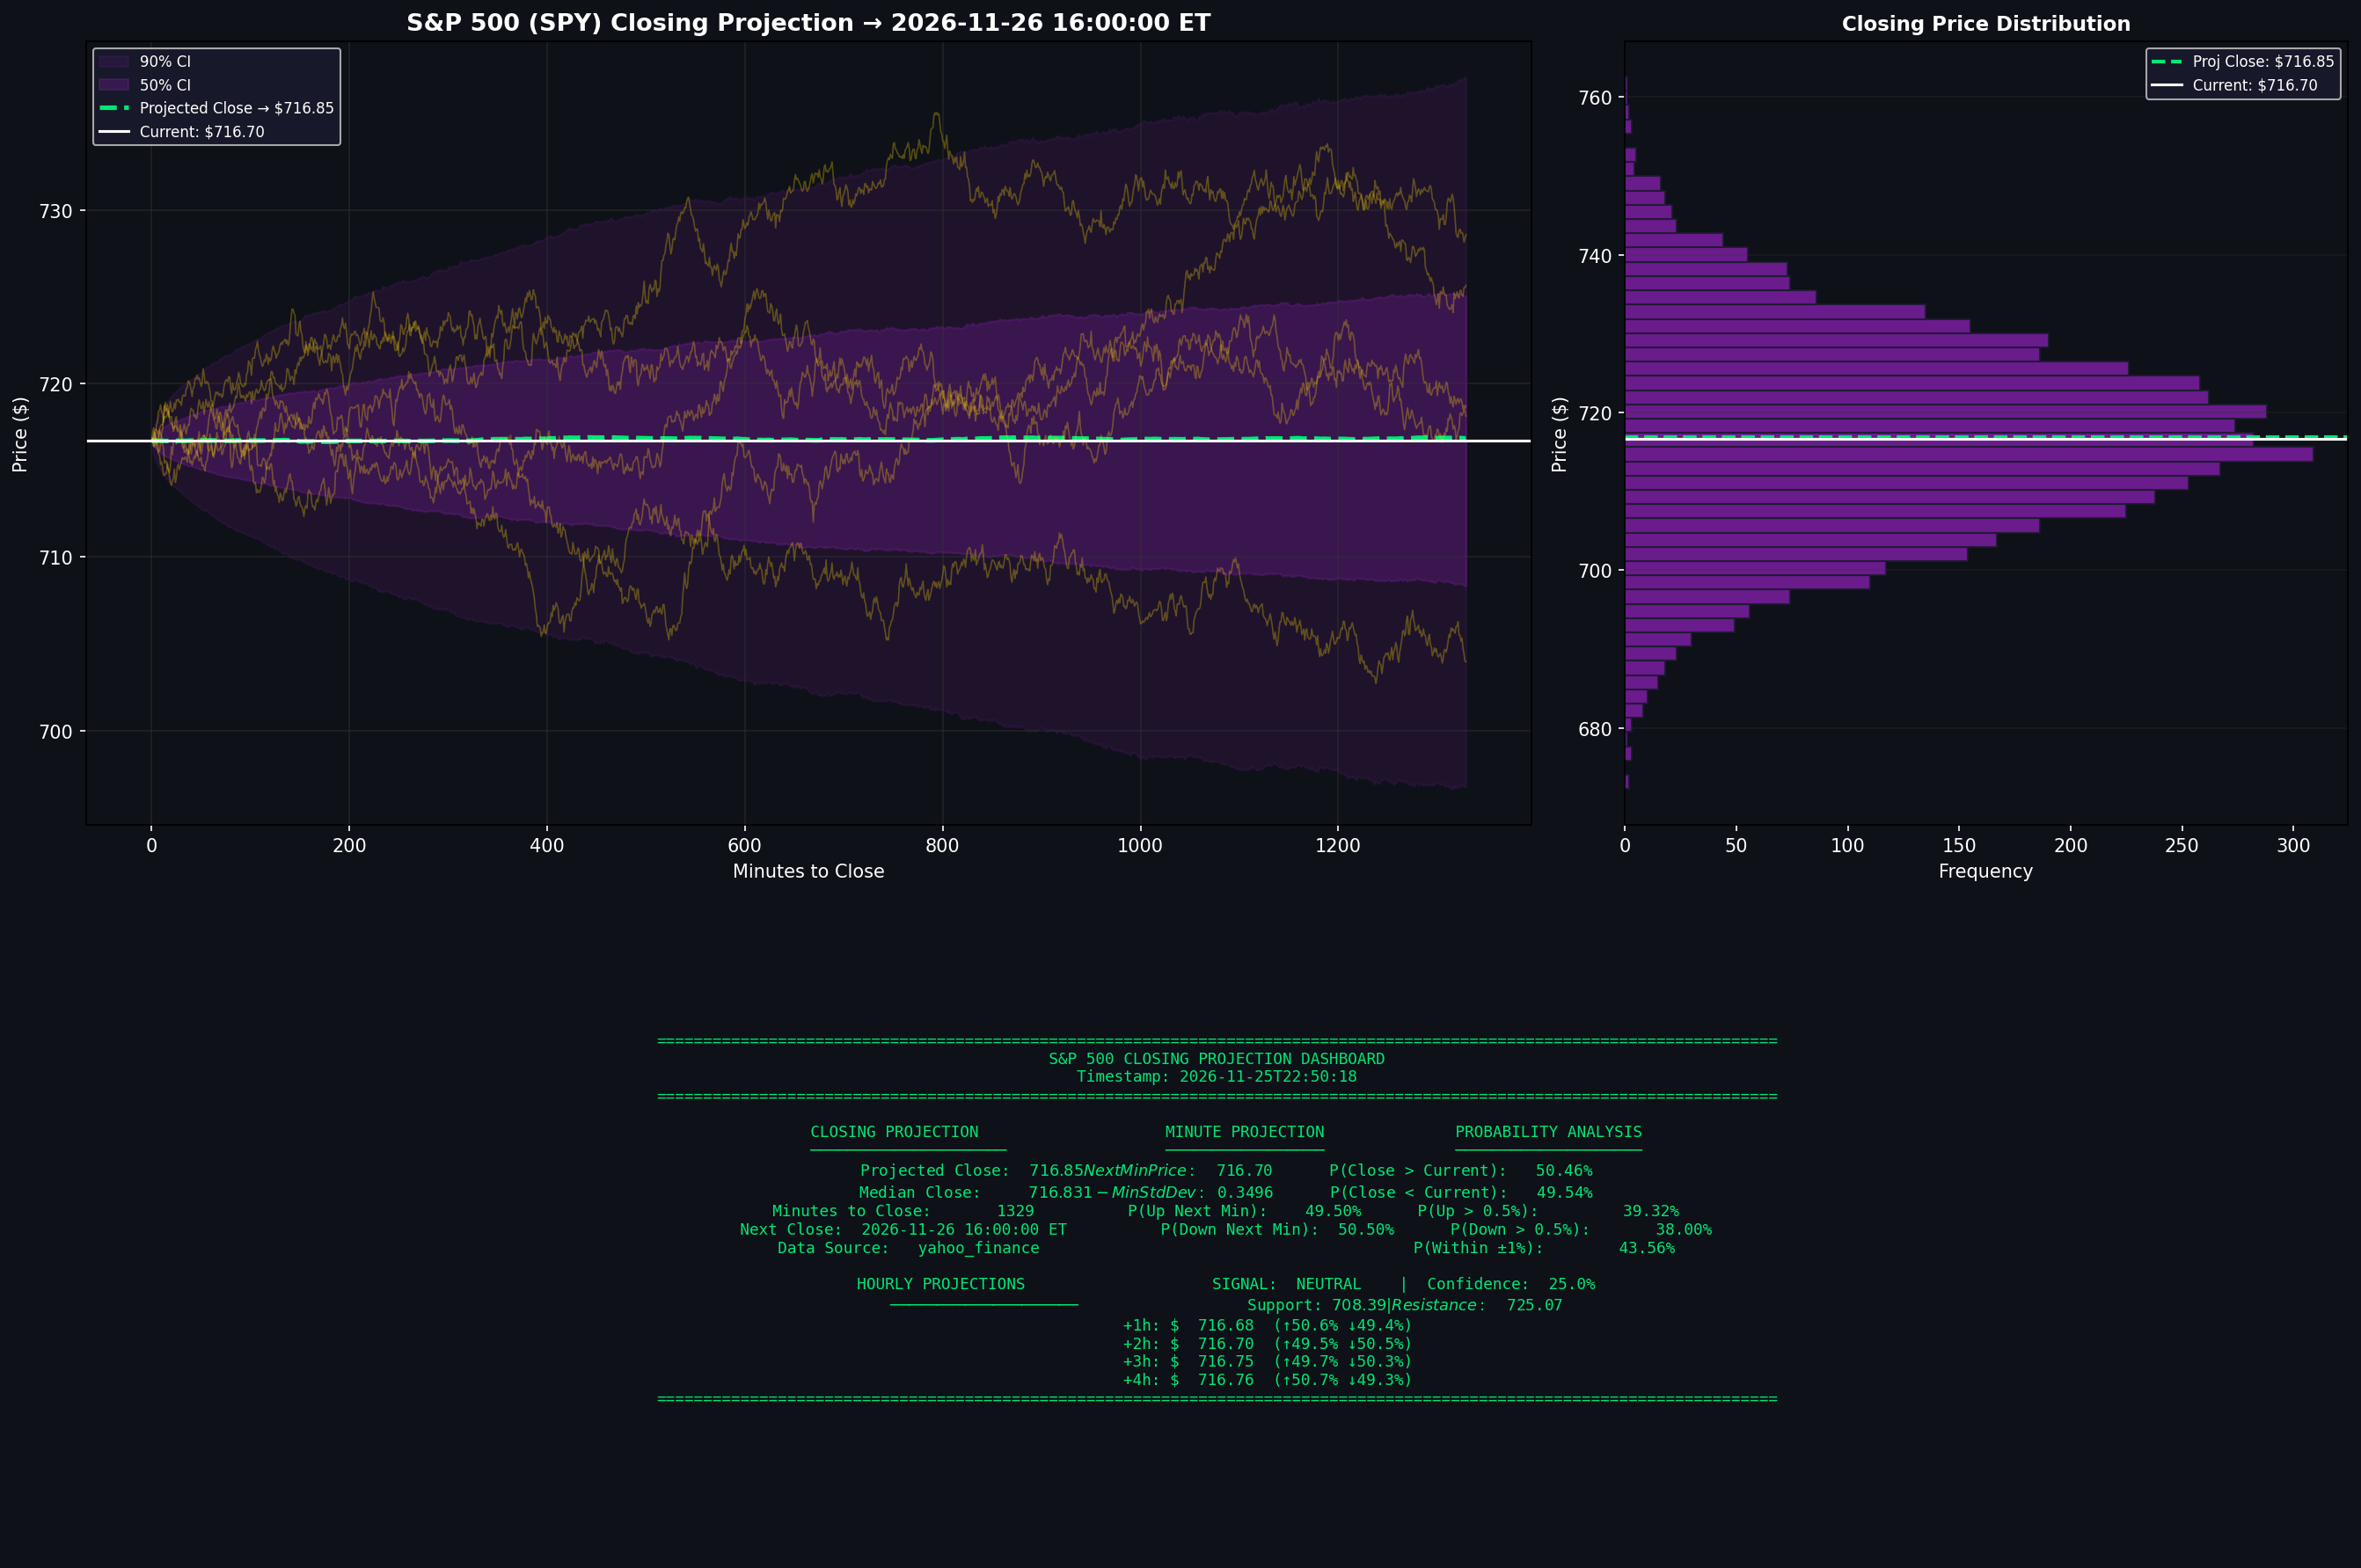 S&P 500 (SPY) Closing Projection → 2026-11-26 16:00:00 ET
90% CI
50% CI
Projected Close → $716.85
Current: $716.70
Price ($)
730
720
710
700
0 200 400 600 800 1000 1200
Minutes to Close
Closing Price Distribution
Proj Close: $716.85
Current: $716.70
Price ($)
760
740
720
700
680
0 50 100 150 200 250 300
Frequency
================================================================================
S&P 500 CLOSING PROJECTION DASHBOARD
Timestamp: 2026-11-25T22:50:18
================================================================================
CLOSING PROJECTION MINUTE PROJECTION PROBABILITY ANALYSIS
Projected Close: 716.85NextMinPrice: 716.70 P(Close > Current): 50.46%
Median Close: 716.831−MinStdDev: 0.3496 P(Close < Current): 49.54%
Minutes to Close: 1329 P(Up Next Min): 49.50% P(Up > 0.5%): 39.32%
Next Close: 2026-11-26 16:00:00 ET P(Down Next Min): 50.50% P(Down > 0.5%): 38.00%
Data Source: yahoo_finance P(Within ±1%): 43.56%
HOURLY PROJECTIONS SIGNAL: NEUTRAL | Confidence: 25.0%
Support: 708.39|Resistance: 725.07
+1h: $ 716.68 (↑50.6% ↓49.4%)
+2h: $ 716.70 (↑49.5% ↓50.5%)
+3h: $ 716.75 (↑49.7% ↓50.3%)
+4h: $ 716.76 (↑50.7% ↓49.3%)
================================================================================